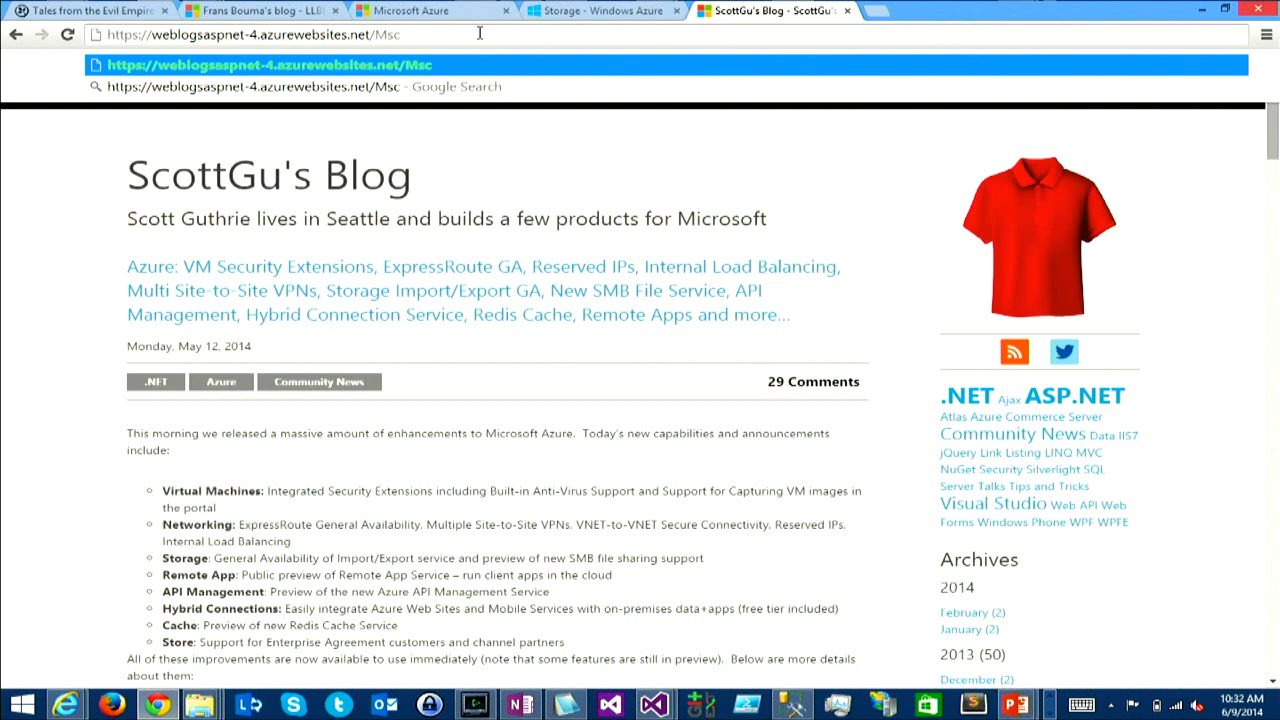 Tales from the Evil Empire
Frans Bouma's blog - LLBL
Microsoft Azure
Storage - Windows Azure
ScottGu's Blog - ScottGu's
https://weblogsaspnet-4.azurewebsites.net/Msc
https://weblogsaspnet-4.azurewebsites.net/Msc
https://weblogsaspnet-4.azurewebsites.net/Msc - Google Search
ScottGu's Blog
Scott Guthrie lives in Seattle and builds a few products for Microsoft
Azure: VM Security Extensions, ExpressRoute GA, Reserved IPs, Internal Load Balancing,
Multi Site-to-Site VPNs, Storage Import/Export GA, New SMB File Service, API
Management, Hybrid Connection Service, Redis Cache, Remote Apps and more...
Monday, May 12, 2014
.NET Azure Community News 29 Comments
This morning we released a massive amount of enhancements to Microsoft Azure. Today's new capabilities and announcements
include:
Virtual Machines: Integrated Security Extensions including Built-in Anti-Virus Support and Support for Capturing VM images in
the portal
Networking: ExpressRoute General Availability, Multiple Site-to-Site VPNs, VNET-to-VNET Secure Connectivity, Reserved IPs,
Internal Load Balancing
Storage: General Availability of Import/Export service and preview of new SMB file sharing support
Remote App: Public preview of Remote App Service – run client apps in the cloud
API Management: Preview of the new Azure API Management Service
Hybrid Connections: Easily integrate Azure Web Sites and Mobile Services with on-premises data+apps (free tier included)
Cache: Preview of new Redis Cache Service
Store: Support for Enterprise Agreement customers and channel partners
All of these improvements are now available to use immediately (note that some features are still in preview). Below are more details
about them:
.NET Ajax ASP.NET
Atlas Azure Commerce Server
Community News Data IIS7
jQuery Link Listing LINQ MVC
NuGet Security Silverlight SQL
Server Talks Tips and Tricks
Visual Studio Web API Web
Forms Windows Phone WPF WPFE
Archives
2014
February (2)
January (2)
2013 (50)
December (2)
10:32 AM
6/9/2014